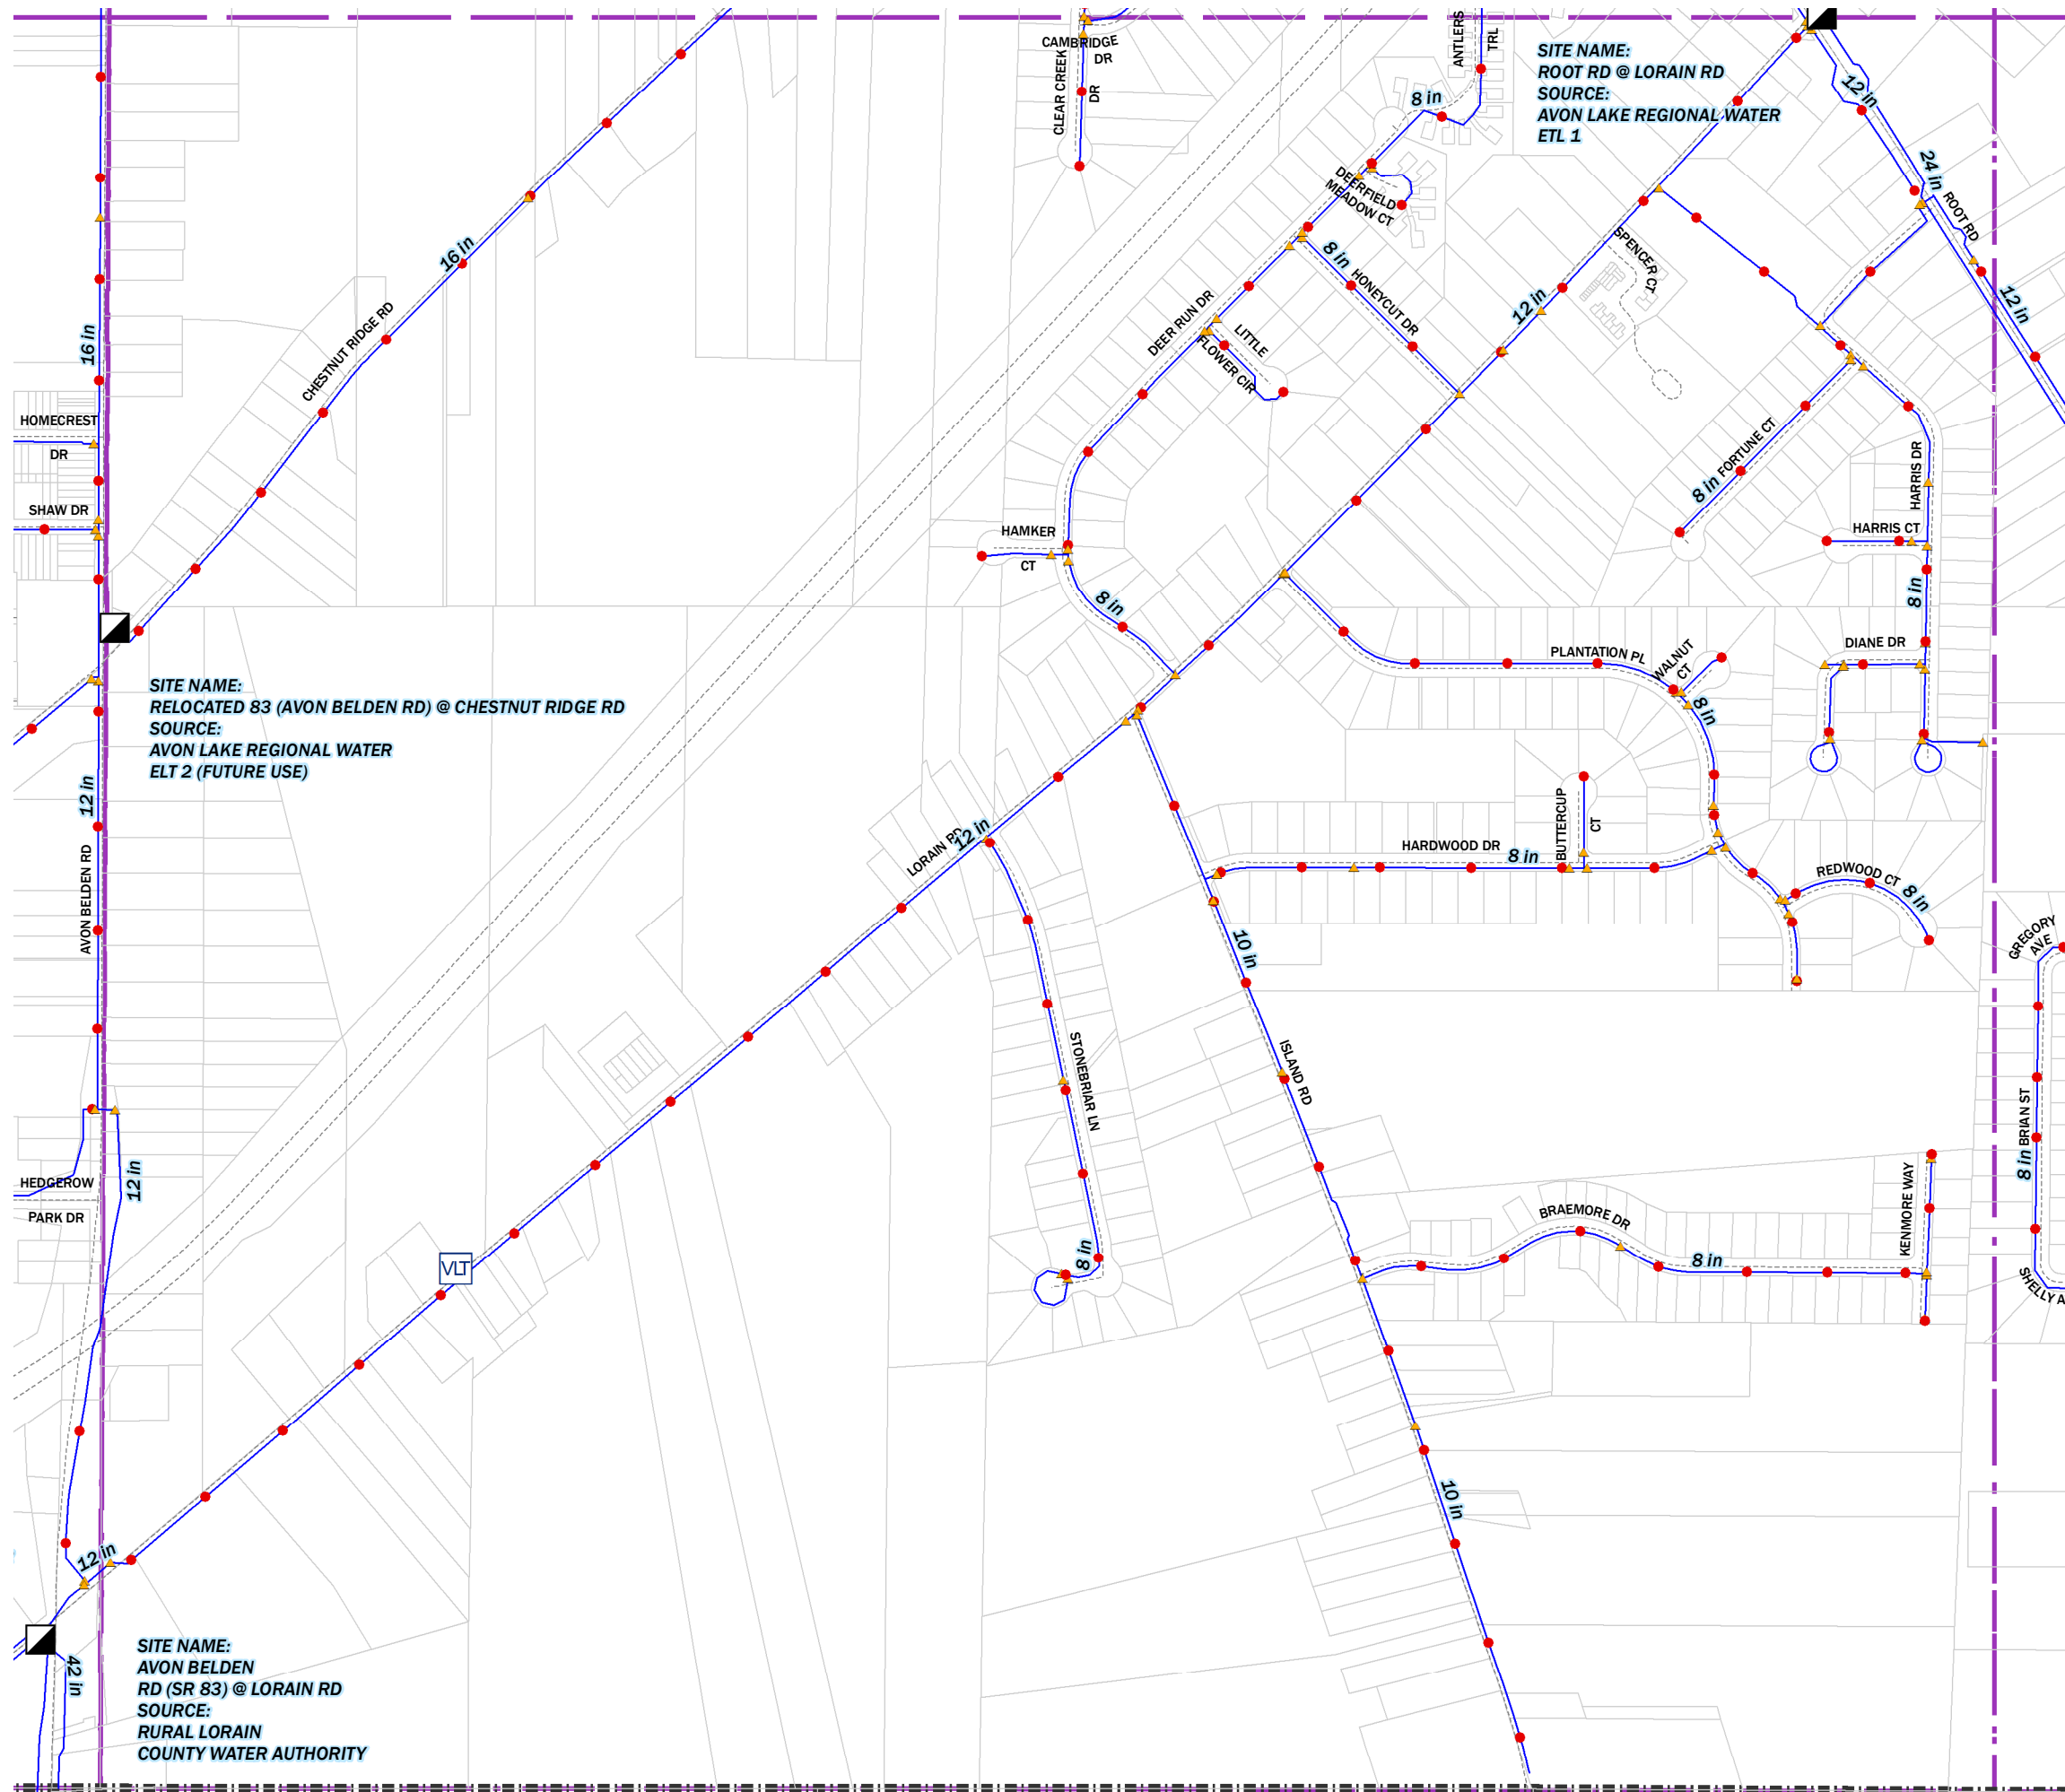 CAMBRIDGE
DR
CLEAR CREEK
DR
ANTLERS
TRL
SITE NAME:
ROOT RD @ LORAIN RD
SOURCE:
AVON LAKE REGIONAL WATER
ETL 1
8 in
12 in
24 in
ROOT RD
12 in
DEERFIELD
MEADOW CT
8 in
HONEYCUT DR
SPENCER CT
16 in
CHESTNUT RIDGE RD
16 in
DEER RUN DR
LITTLE
FLOWER CIR
12 in
HOMECREST
DR
SHAW DR
8 in FORTUNE CT
HARRIS DR
HARRIS CT
8 in
HAMKER
CT
8 in
DIANE DR
PLANTATION PL
WALNUT
CT
8 in
SITE NAME:
RELOCATED 83 (AVON BELDEN RD) @ CHESTNUT RIDGE RD
SOURCE:
AVON LAKE REGIONAL WATER
ELT 2 (FUTURE USE)
12 in
AVON BELDEN RD
LORAIN RD
12 in
HARDWOOD DR
8 in
BUTTERCUP
CT
REDWOOD CT
8 in
GREGORY
AVE
10 in
STONEBRIAR LN
ISLAND RD
8 in BRIAN ST
12 in
HEDGEROW
PARK DR
VLT
8 in
BRAEMORE DR
8 in
KENMORE WAY
SHELLY A
10 in
12 in
42 in
SITE NAME:
AVON BELDEN
RD (SR 83) @ LORAIN RD
SOURCE:
RURAL LORAIN
COUNTY WATER AUTHORITY